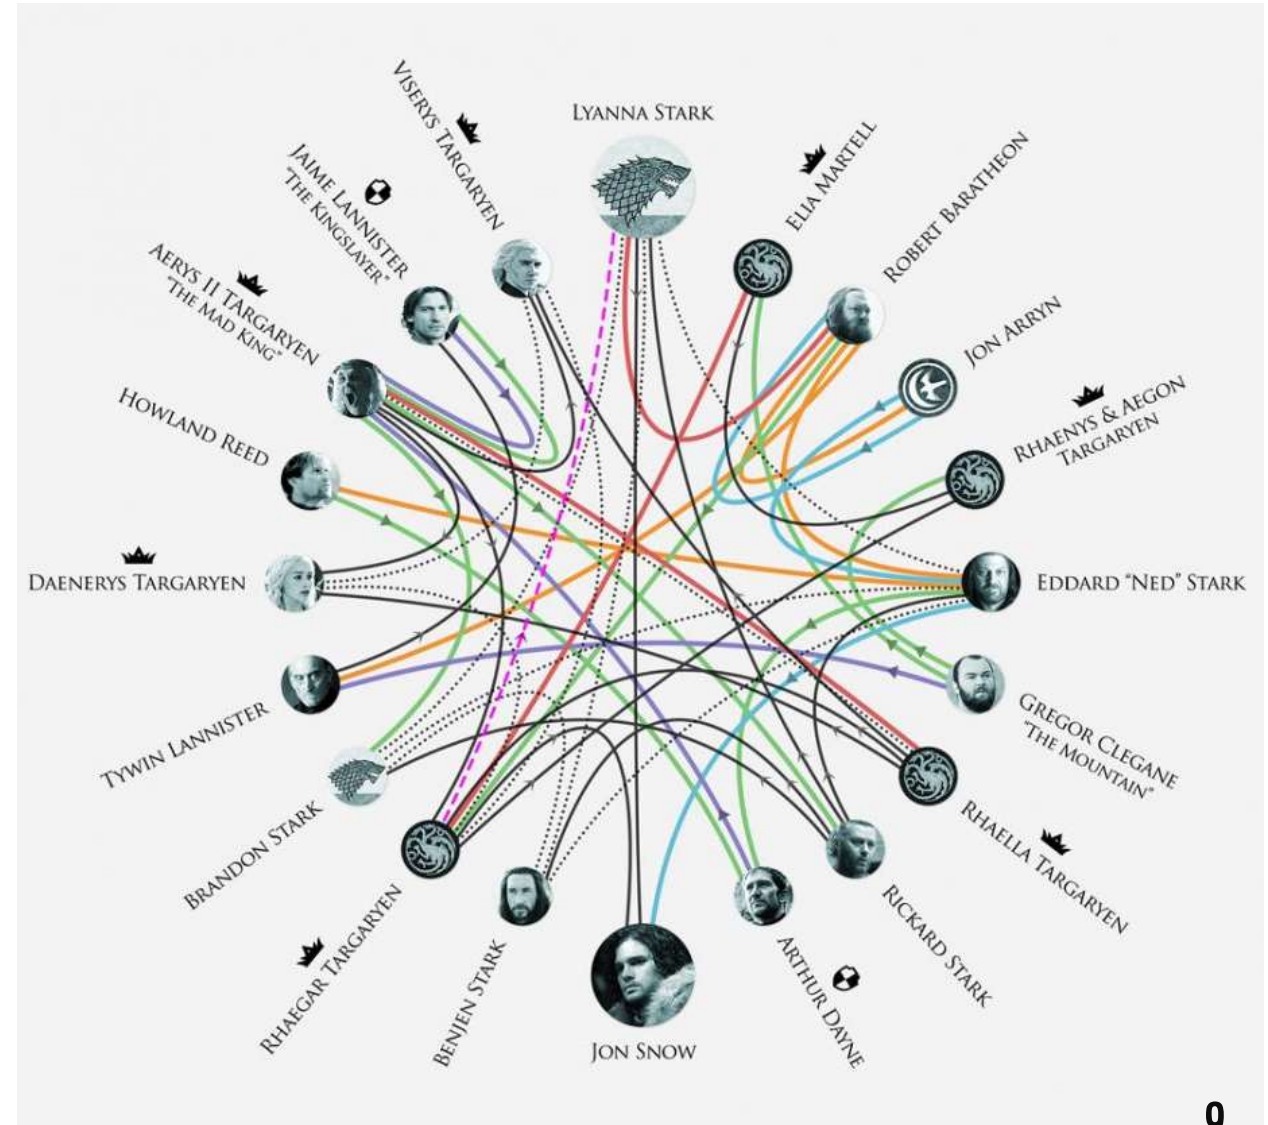 LYANNA STARK
ELIA MARTELL
ROBERT BARATHEON
JON ARRYN
RHAENYS & AEGON
TARGARYEN
EDDARD “NED” STARK
GREGOR CLEGANE
“THE MOUNTAIN”
RHAELLA TARGARYEN
RICKARD STARK
ARTHUR DAYNE
JON SNOW
BENJEN STARK
RHAEGAR TARGARYEN
BRANDON STARK
TYWIN LANNISTER
DAENERYS TARGARYEN
HOWLAND REED
AERYS II TARGARYEN
“THE MAD KING”
JAIME LANNISTER
“THE KINGSLAYER”
VISERYS TARGARYEN
0